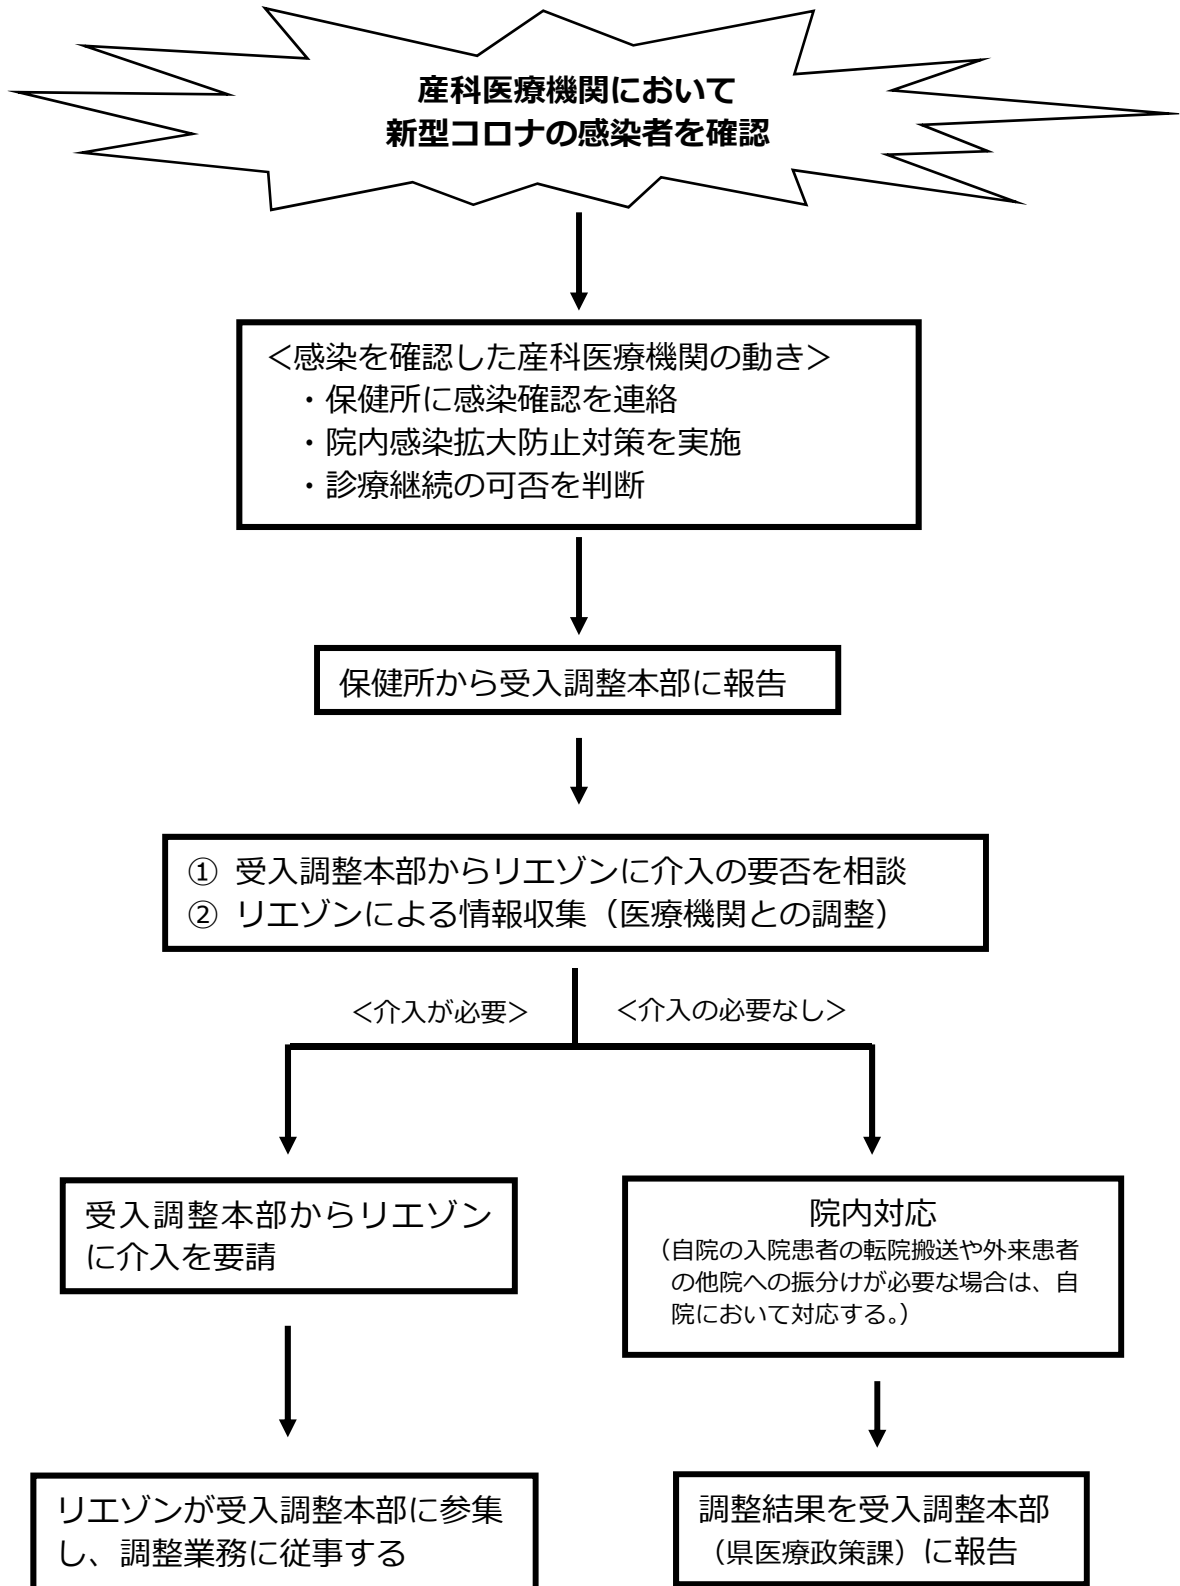 産科医療機関において
新型コロナの感染者を確認
＜感染を確認した産科医療機関の動き＞
・保健所に感染確認を連絡
・院内感染拡大防止対策を実施
・診療継続の可否を判断
保健所から受入調整本部に報告
① 受入調整本部からリエゾンに介入の要否を相談
② リエゾンによる情報収集（医療機関との調整）
＜介入が必要＞
＜介入の必要なし＞
受入調整本部からリエゾン
に介入を要請
院内対応
（自院の入院患者の転院搬送や外来患者
の他院への振分けが必要な場合は、自
院において対応する。）
リエゾンが受入調整本部に参集
し、調整業務に従事する
調整結果を受入調整本部
（県医療政策課）に報告